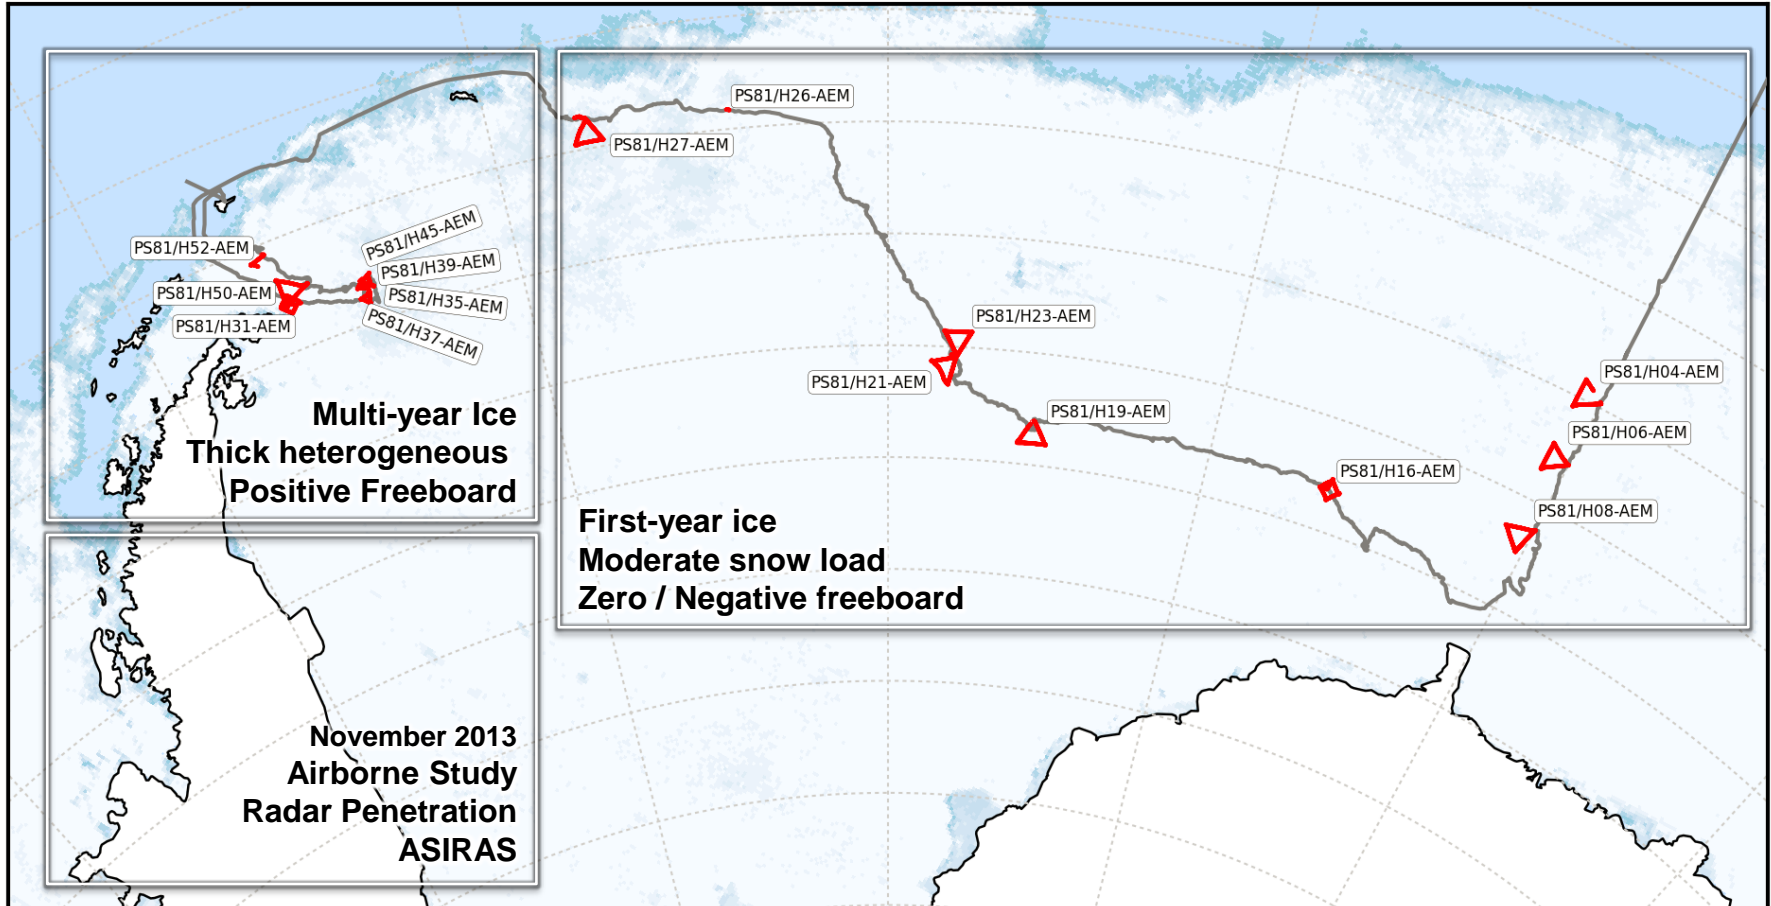 PS81/H26-AEM
PS81/H27-AEM
PS81/H45-AEM
PS81/H52-AEM
PS81/H39-AEM
PS81/H50-AEM
PS81/H35-AEM
PS81/H31-AEM
PS81/H37-AEM
PS81/H23-AEM
PS81/H21-AEM
PS81/H19-AEM
PS81/H04-AEM
PS81/H06-AEM
PS81/H16-AEM
PS81/H08-AEM
Multi-year Ice
Thick heterogeneous
Positive Freeboard
First-year ice
Moderate snow load
Zero / Negative freeboard
November 2013
Airborne Study
Radar Penetration
ASIRAS